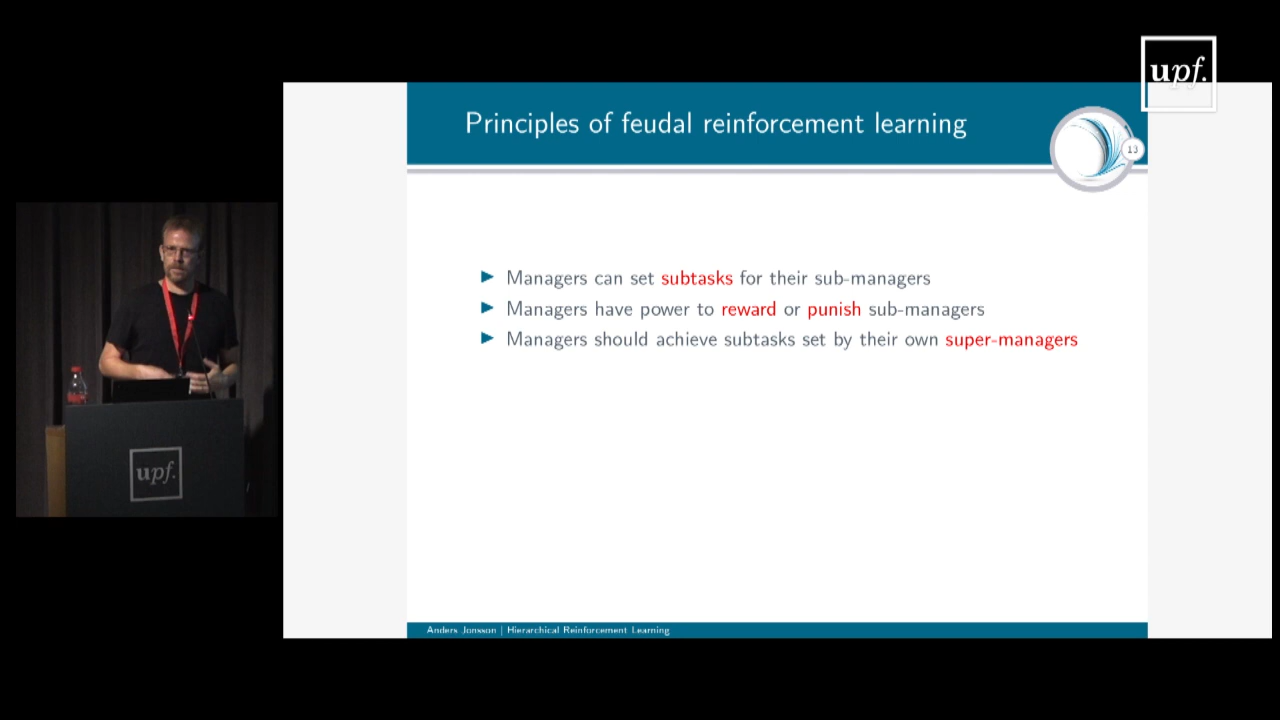 upf.
Principles of feudal reinforcement learning
13
Managers can set subtasks for their sub-managers
Managers have power to reward or punish sub-managers
Managers should achieve subtasks set by their own super-managers
upf.
Anders Jonsson | Hierarchical Reinforcement Learning